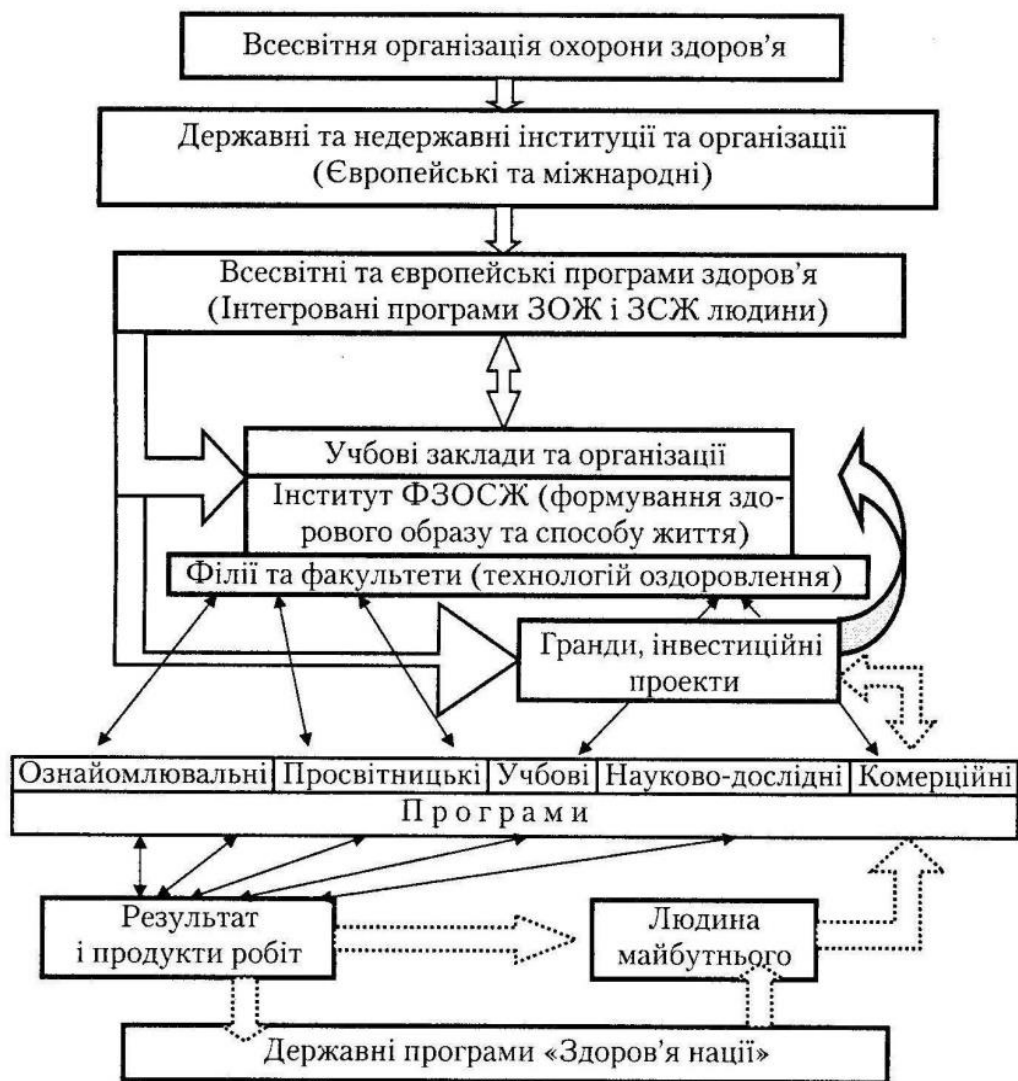 Всесвітня організація охорони здоров’я
Державні та недержавні інституції та організації
(Європейські та міжнародні)
Всесвітні та європейські програми здоров’я
(Інтегровані програми ЗОЖ і ЗСЖ людини)
Учбові заклади та організації
Інститут ФЗОСЖ (формування здо-
рового образу та способу життя)
Філії та факультети (технологій оздоровлення)
Гранди, інвестиційні
проекти
Ознайомлювальні Просвітницькі Учбові Науково-дослідні Комерційні
Програми
Результат
і продукти робіт
Людина
майбутнього
Державні програми «Здоров’я нації»